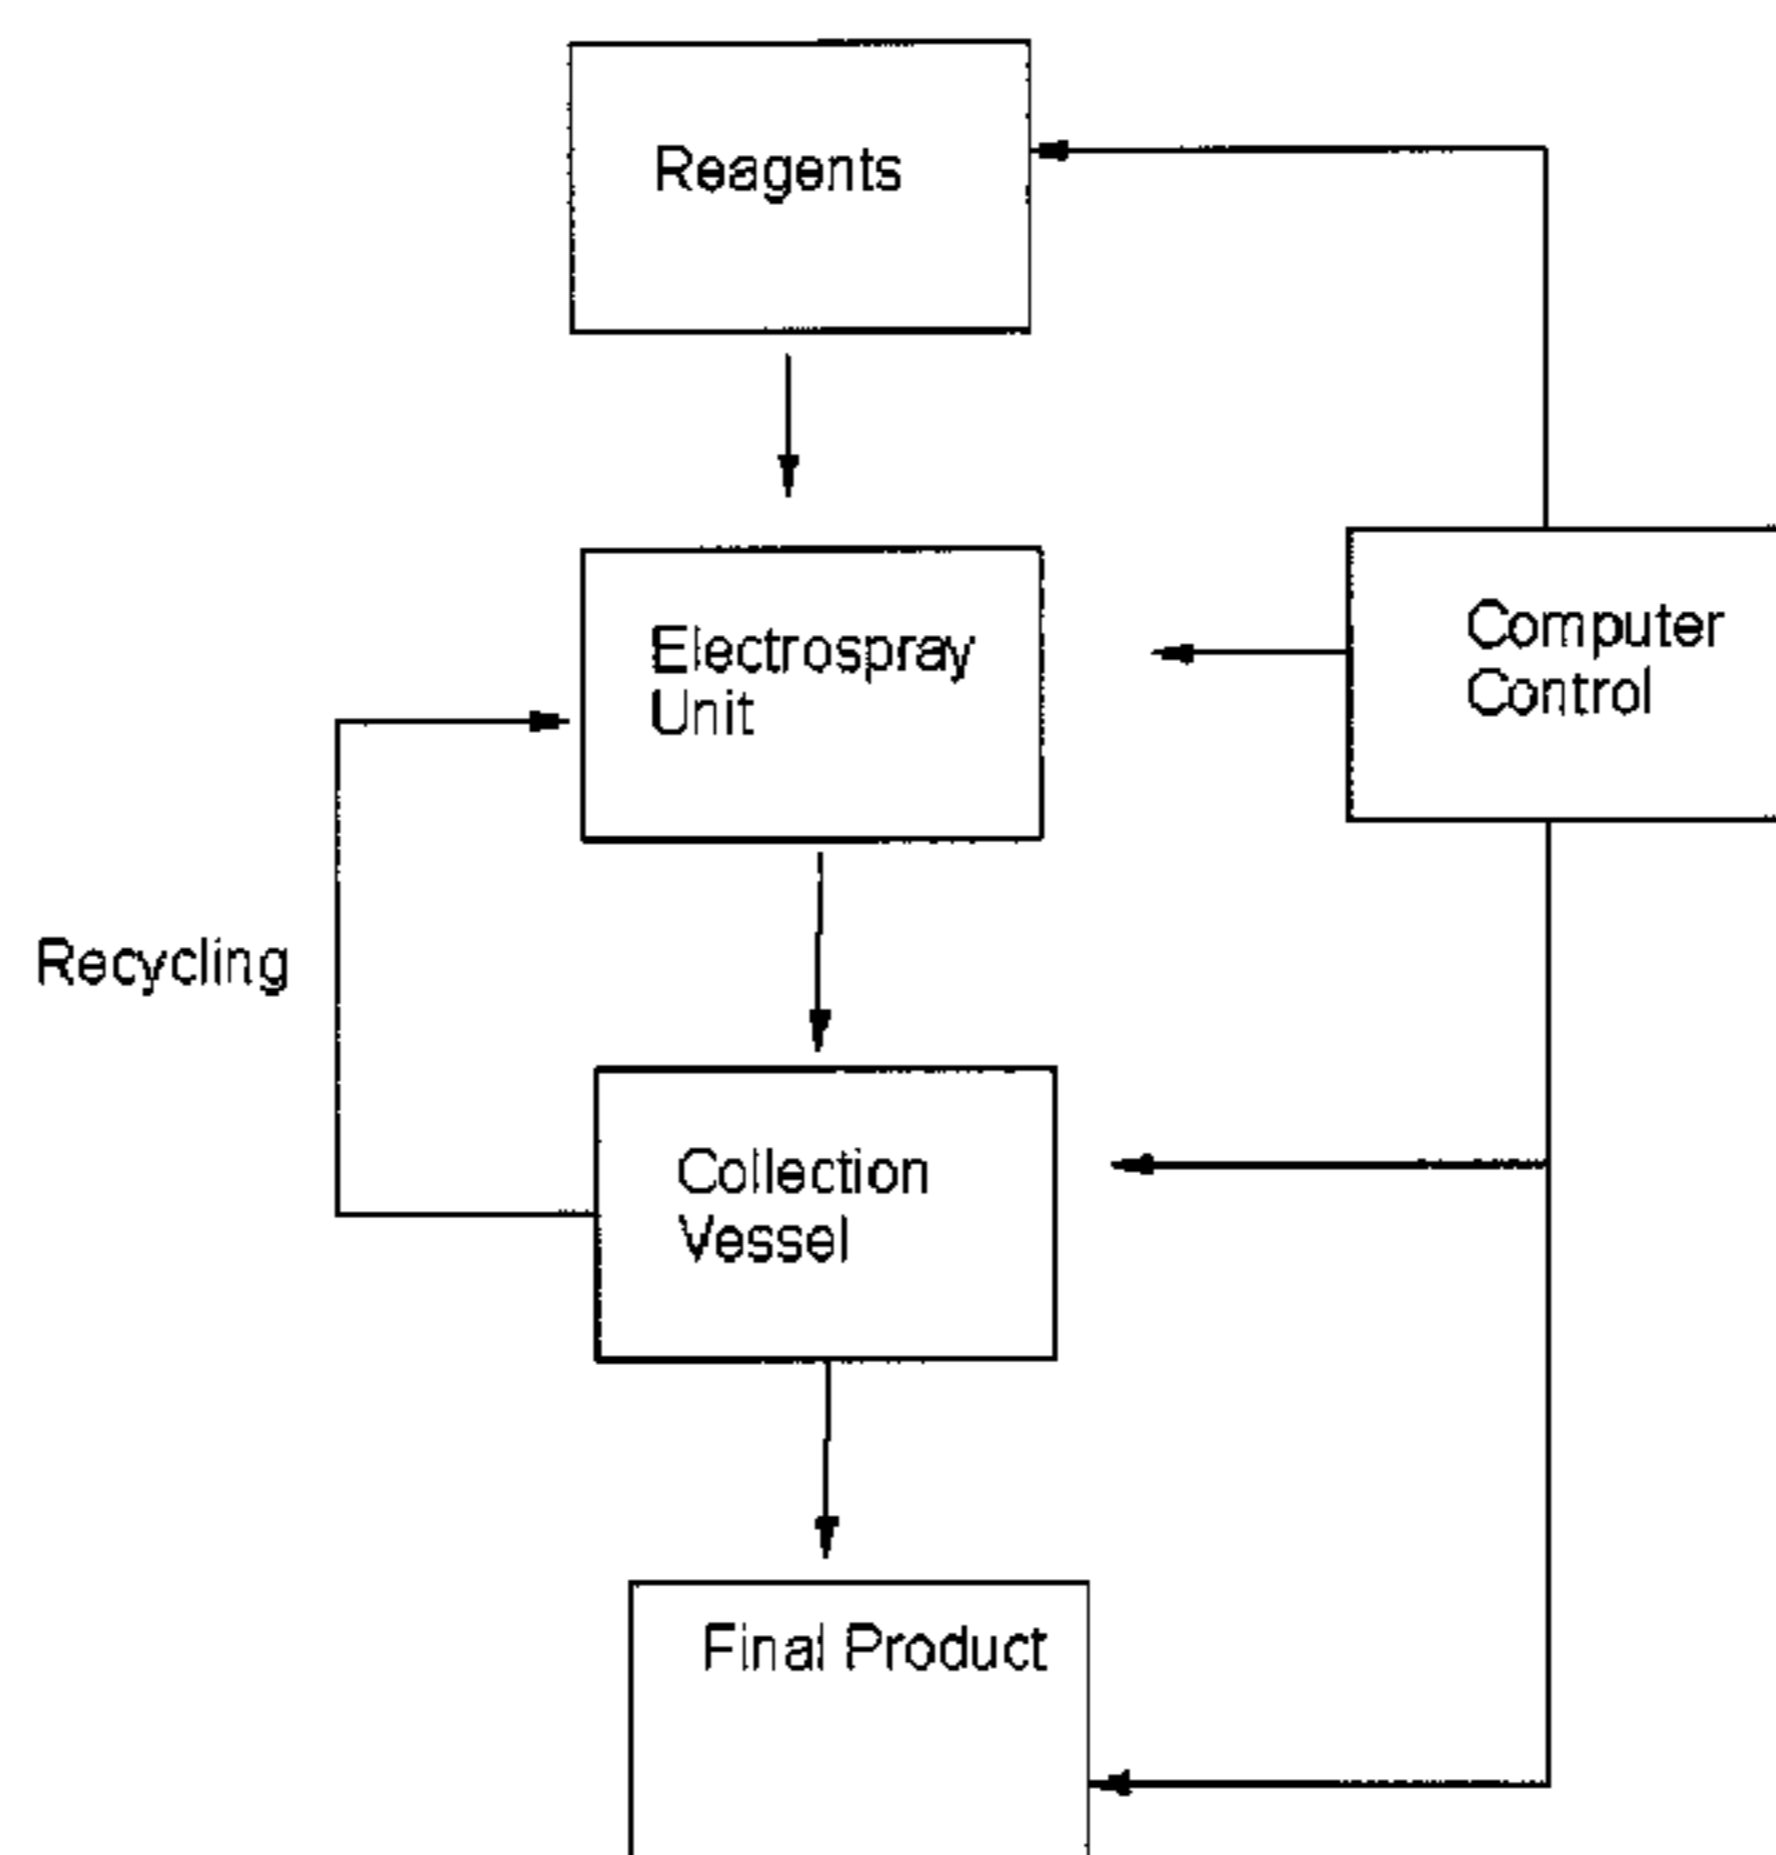 Reagents
Electrospray
Unit
Computer
Control
Recycling
Collection
Vessel
Final Product